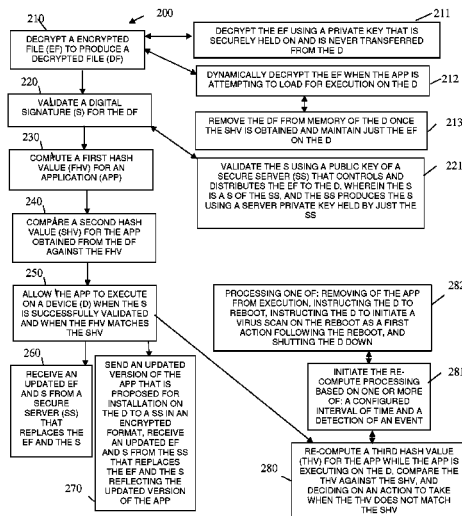 200
210
DECRYPT A ENCRYPTED
FILE (EF) TO PRODUCE A
DECRYPTED FILE (DF)
211
DECRYPT THE EF USING A PRIVATE KEY THAT IS
SECURELY HELD ON AND IS NEVER TRANSFERRED
FROM THE D
212
DYNAMICALLY DECRYPT THE EF WHEN THE APP IS
ATTEMPTING TO LOAD FOR EXECUTION ON THE D
213
REMOVE THE DF FROM MEMORY OF THE D ONCE
THE SHV IS OBTAINED AND MAINTAIN JUST THE EF
ON THE D
220
VALIDATE A DIGITAL
SIGNATURE (S) FOR THE DF
221
VALIDATE THE S USING A PUBLIC KEY OF A
SECURE SERVER (SS) THAT CONTROLS AND
DISTRIBUTES THE EF TO THE D, WHEREIN THE S
IS A S OF THE SS, AND THE SS PRODUCES THE S
USING A SERVER PRIVATE KEY HELD BY JUST THE
SS
230
COMPUTE A FIRST HASH
VALUE (FHV) FOR AN
APPLICATION (APP)
240
COMPARE A SECOND HASH
VALUE (SHV) FOR THE APP
OBTAINED FROM THE DF
AGAINST THE FHV
250
ALLOW THE APP TO EXECUTE
ON A DEVICE (D) WHEN THE S
IS SUCCESSFULLY VALIDATED
AND WHEN THE FHV MATCHES
THE SHV
260
RECEIVE AN
UPDATED EF
AND S FROM A
SECURE
SERVER (SS)
THAT
REPLACES THE
EF AND THE S
SEND AN UPDATED
VERSION OF THE
APP THAT IS
PROPOSED FOR
INSTALLATION ON
THE D TO A SS IN AN
ENCRYPTED
FORMAT, RECEIVE
AN UPDATED EF
AND S FROM THE SS
THAT REPLACES
THE EF AND THE S
REFLECTING THE
UPDATED VERSION
OF THE APP
270
282
PROCESSING ONE OF: REMOVING OF THE APP
FROM EXECUTION, INSTRUCTING THE D TO
REBOOT, INSTRUCTING THE D TO INITIATE A
VIRUS SCAN ON THE REBOOT AS A FIRST
ACTION FOLLOWING THE REBOOT, AND
SHUTTING THE D DOWN
281
INITIATE THE RE-
COMPUTE PROCESSING
BASED ON ONE OR MORE
OF: A CONFIGURED
INTERVAL OF TIME AND A
DETECTION OF AN EVENT
280
RE-COMPUTE A THIRD HASH VALUE
(THV) FOR THE APP WHILE THE APP IS
EXECUTING ON THE D, COMPARE THE
THV AGAINST THE SHV, AND
DECIDING ON AN ACTION TO TAKE
WHEN THE THV DOES NOT MATCH
THE SHV